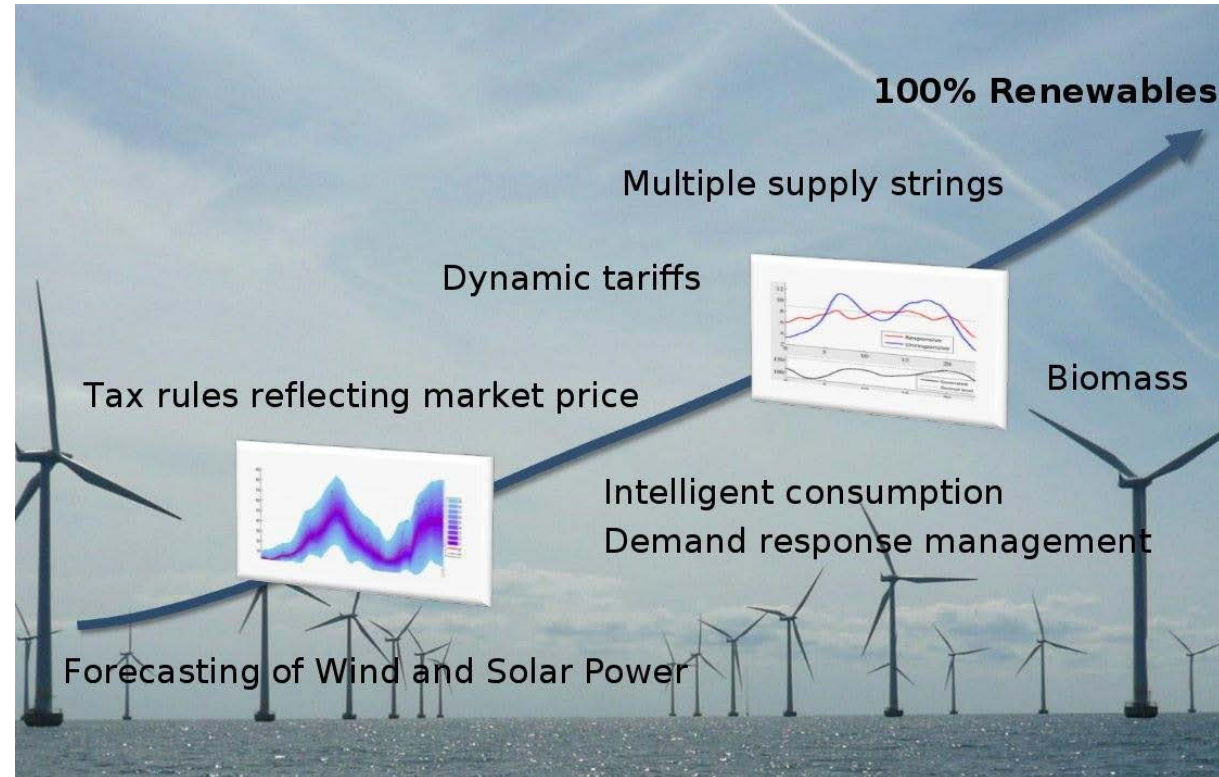 100% Renewables
Multiple supply strings
Dynamic tariffs
Biomass
Tax rules reflecting market price
Intelligent consumption
Demand response management
Forecasting of Wind and Solar Power